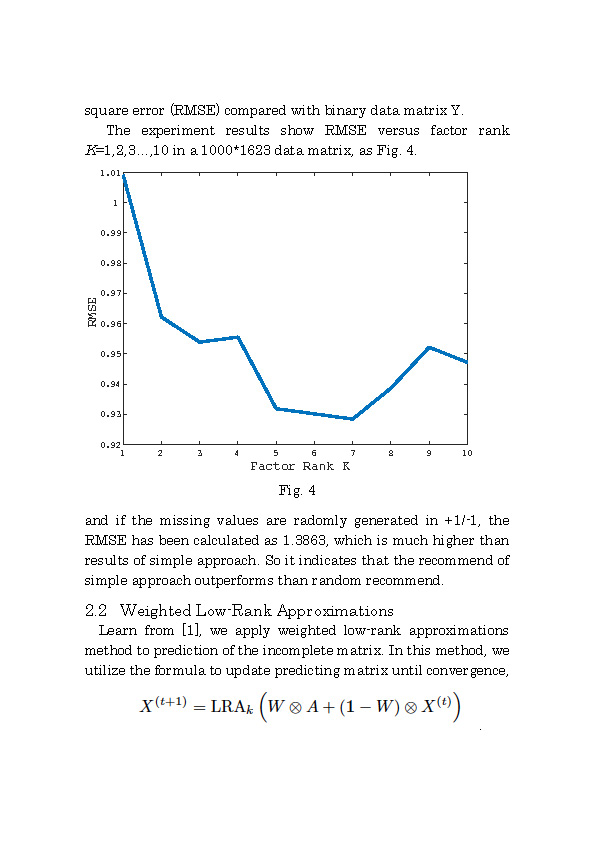 square error (RMSE) compared with binary data matrix Y.
The experiment results show RMSE versus factor rank
K=1,2,3...,10 in a 1000*1623 data matrix, as Fig. 4.
1.01
1
0.99
0.98
0.97
0.96
0.95
0.94
0.93
0.92
RMSE
1 2 3 4 5 6 7 8 9 10
Factor Rank K
Fig. 4
and if the missing values are radomly generated in +1/-1, the
RMSE has been calculated as 1.3863, which is much higher than
results of simple approach. So it indicates that the recommend of
simple approach outperforms than random recommend.
2.2 Weighted Low-Rank Approximations
Learn from [1], we apply weighted low-rank approximations
method to prediction of the incomplete matrix. In this method, we
utilize the formula to update predicting matrix until convergence,
X^(t+1) = LRA_k (W ⊗ A + (1 − W) ⊗ X^(t))
.